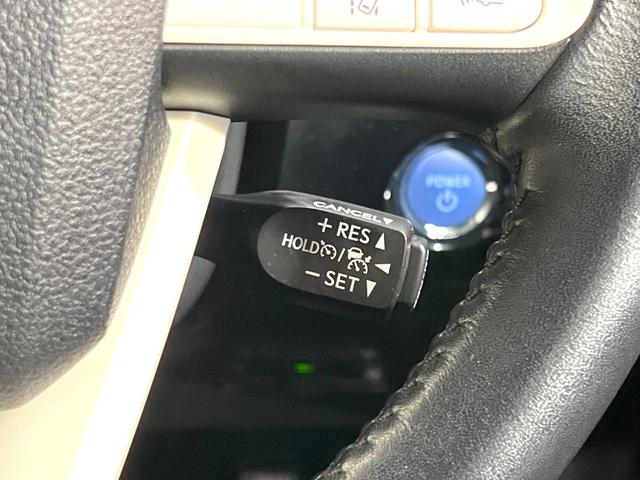 CANCEL▼
+ RES ▲
HOLD / ◀
− SET ▼
POWER